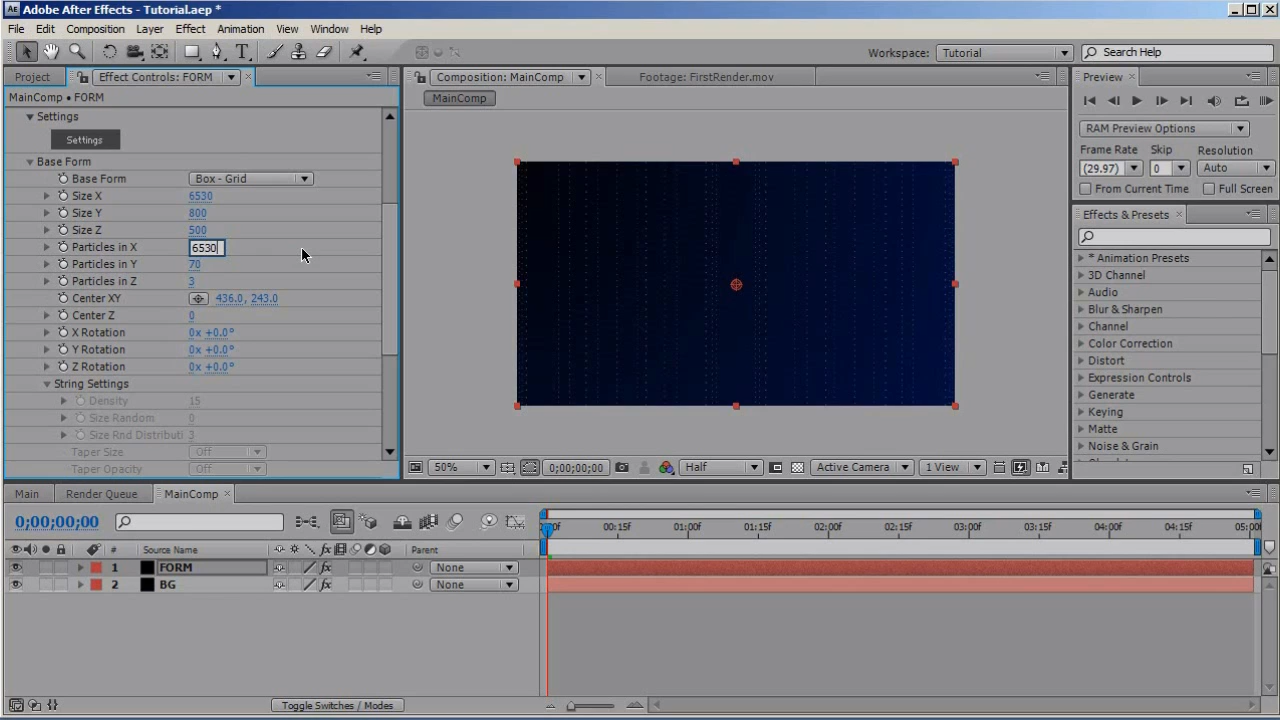 Adobe After Effects - Tutorial.aep *
File Edit Composition Layer Effect Animation View Window Help
Workspace: Tutorial Search Help
Project Effect Controls: FORM
MainComp • FORM
Settings
Settings
Base Form
Base Form Box - Grid
Size X 6530
Size Y 800
Size Z 500
Particles in X 6530
Particles in Y 70
Particles in Z 3
Center XY 436.0, 243.0
Center Z 0
X Rotation 0x +0.0°
Y Rotation 0x +0.0°
Z Rotation 0x +0.0°
String Settings
Density 15
Size Random 0
Size Rnd Distributi 3
Taper Size Off
Taper Opacity Off
Composition: MainComp Footage: FirstRender.mov
MainComp
50% 0;00;00;00 Half Active Camera 1 View
Preview
RAM Preview Options
Frame Rate Skip Resolution
(29.97) 0 Auto
From Current Time Full Screen
Effects & Presets
* Animation Presets
3D Channel
Audio
Blur & Sharpen
Channel
Color Correction
Distort
Expression Controls
Generate
Keying
Matte
Noise & Grain
Main Render Queue MainComp
0;00;00;00
00:15f 01:00f 01:15f 02:00f 02:15f 03:00f 03:15f 04:00f 04:15f 05:00f
# Source Name Parent
1 FORM None
2 BG None
Toggle Switches / Modes